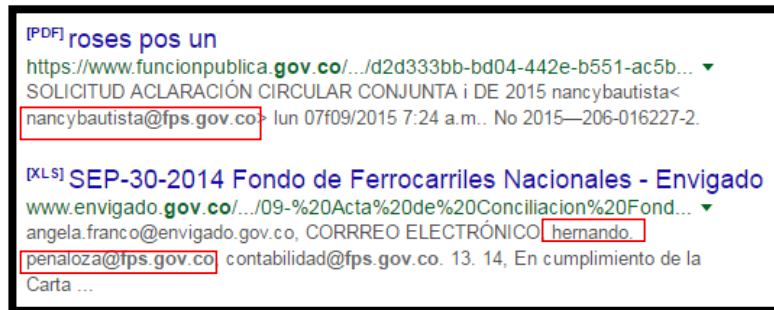 [PDF] roses pos un
https://www.funcionpublica.gov.co/.../d2d333bb-bd04-442e-b551-ac5b...
SOLICITUD ACLARACIÓN CIRCULAR CONJUNTA i DE 2015 nancybautista<
nancybautista@fps.gov.co> lun 07f09/2015 7:24 a.m.. No 2015—206-016227-2.
[XLS] SEP-30-2014 Fondo de Ferrocarriles Nacionales - Envigado
www.envigado.gov.co/.../09-%20Acta%20de%20Conciliacion%20Fond...
angela.franco@envigado.gov.co, CORRREO ELECTRÓNICO hernando.
penaloza@fps.gov.co, contabilidad@fps.gov.co. 13. 14, En cumplimiento de la
Carta ...